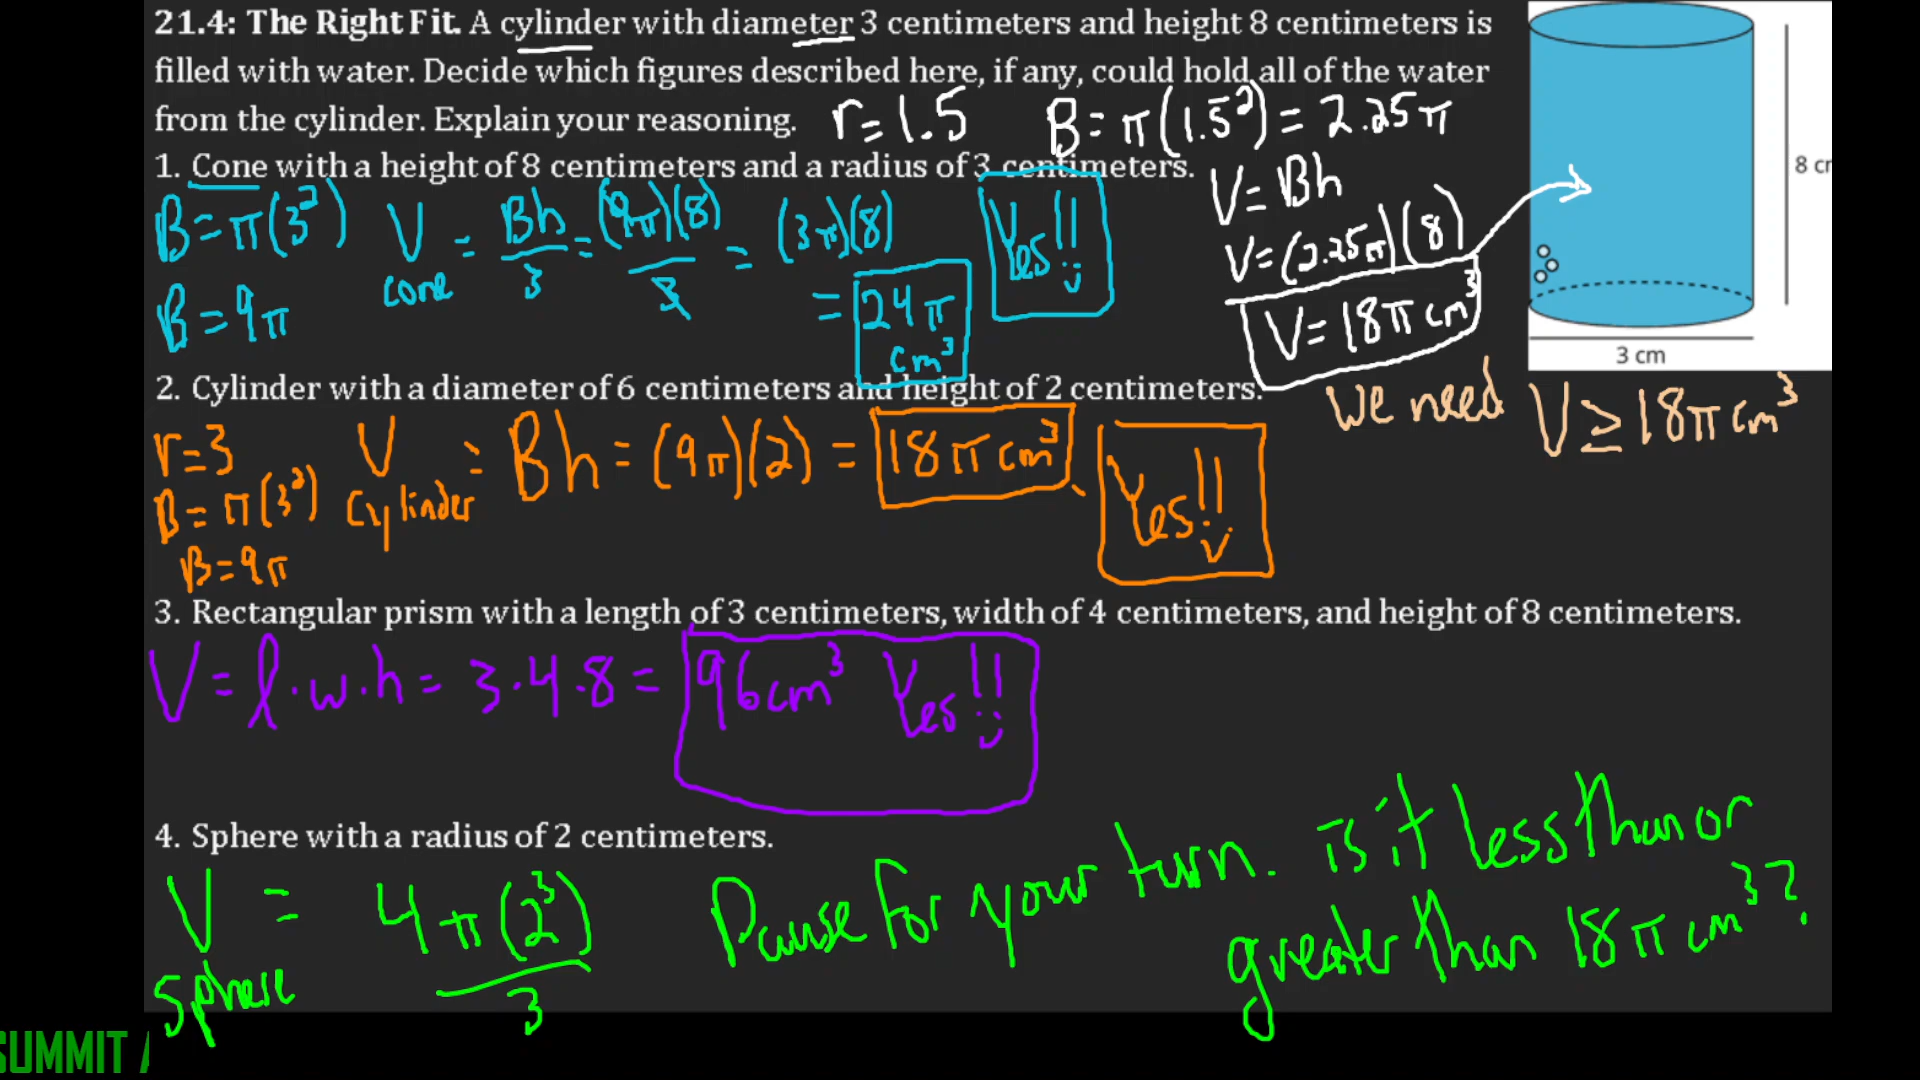 21.4: The Right Fit. A cylinder with diameter 3 centimeters and height 8 centimeters is
filled with water. Decide which figures described here, if any, could hold all of the water
from the cylinder. Explain your reasoning.
r=1.5 B=π(1.5²)=2.25π
1. Cone with a height of 8 centimeters and a radius of 3 centimeters.
B=π(3²)
B=9π
V cone = Bh/3 = (9π)(8)/3 = (3π)(8)
= 24π cm³
Yes!!
V=Bh
V=(2.25π)(8)
V=18π cm³
8 cr
3 cm
We need V≥18π cm³
2. Cylinder with a diameter of 6 centimeters and height of 2 centimeters.
r=3
B=π(3²)
B=9π
V cylinder = Bh = (9π)(2) = 18π cm³
Yes!!
3. Rectangular prism with a length of 3 centimeters, width of 4 centimeters, and height of 8 centimeters.
V=l·w·h=3·4·8=96cm³ Yes!!
4. Sphere with a radius of 2 centimeters.
V sphere = 4π(2³)/3
Pause for your turn. is it less than or
greater than 18π cm³?
SUMMIT A